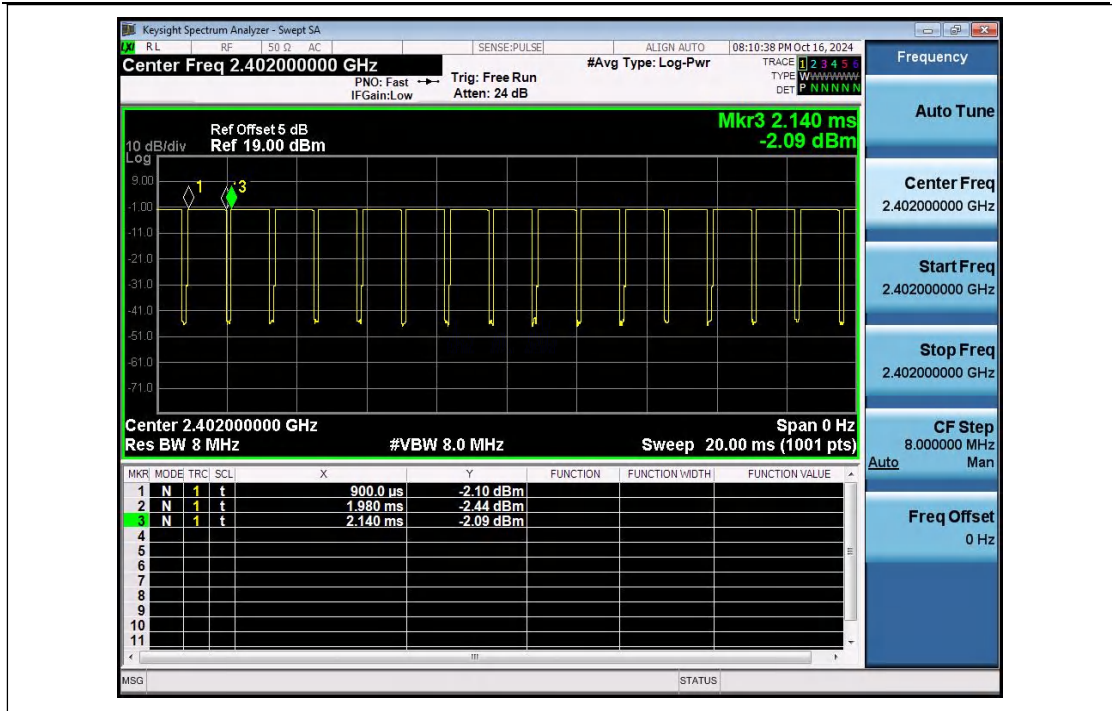 Keysight Spectrum Analyzer - Swept SA
LXI RL RF 50 Ω AC SENSE:PULSE ALIGN AUTO 08:10:38 PM Oct 16, 2024
Center Freq 2.402000000 GHz #Avg Type: Log-Pwr TRACE 1 2 3 4 5 6
PNO: Fast Trig: Free Run TYPE WWWWWW
IFGain:Low Atten: 24 dB DET P N N N N N
Mkr3 2.140 ms
-2.09 dBm
Ref Offset 5 dB
10 dB/div Ref 19.00 dBm
Log
9.00
1 3
-1.00
-11.0
-21.0
-31.0
-41.0
-51.0
-61.0
-71.0
Center 2.402000000 GHz Span 0 Hz
Res BW 8 MHz #VBW 8.0 MHz Sweep 20.00 ms (1001 pts)
MKR MODE TRC SCL X Y FUNCTION FUNCTION WIDTH FUNCTION VALUE
1 N 1 t 900.0 µs -2.10 dBm
2 N 1 t 1.980 ms -2.44 dBm
3 N 1 t 2.140 ms -2.09 dBm
4
5
6
7
8
9
10
11
MSG STATUS
Frequency
Auto Tune
Center Freq
2.402000000 GHz
Start Freq
2.402000000 GHz
Stop Freq
2.402000000 GHz
CF Step
8.000000 MHz
Auto Man
Freq Offset
0 Hz